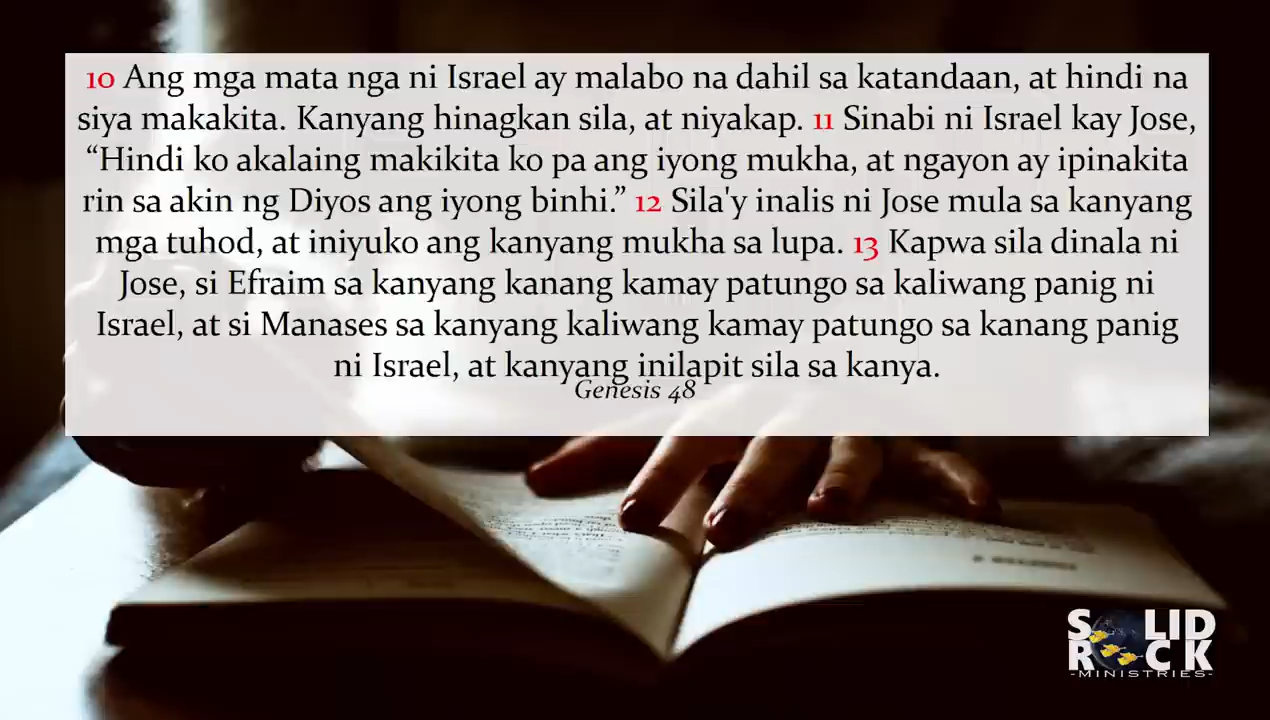 10 Ang mga mata nga ni Israel ay malabo na dahil sa katandaan, at hindi na
siya makakita. Kanyang hinagkan sila, at niyakap. 11 Sinabi ni Israel kay Jose,
“Hindi ko akalaing makikita ko pa ang iyong mukha, at ngayon ay ipinakita
rin sa akin ng Diyos ang iyong binhi.” 12 Sila'y inalis ni Jose mula sa kanyang
mga tuhod, at iniyuko ang kanyang mukha sa lupa. 13 Kapwa sila dinala ni
Jose, si Efraim sa kanyang kanang kamay patungo sa kaliwang panig ni
Israel, at si Manases sa kanyang kaliwang kamay patungo sa kanang panig
ni Israel, at kanyang inilapit sila sa kanya.
Genesis 48
SOLID
ROCK
-MINISTRIES-